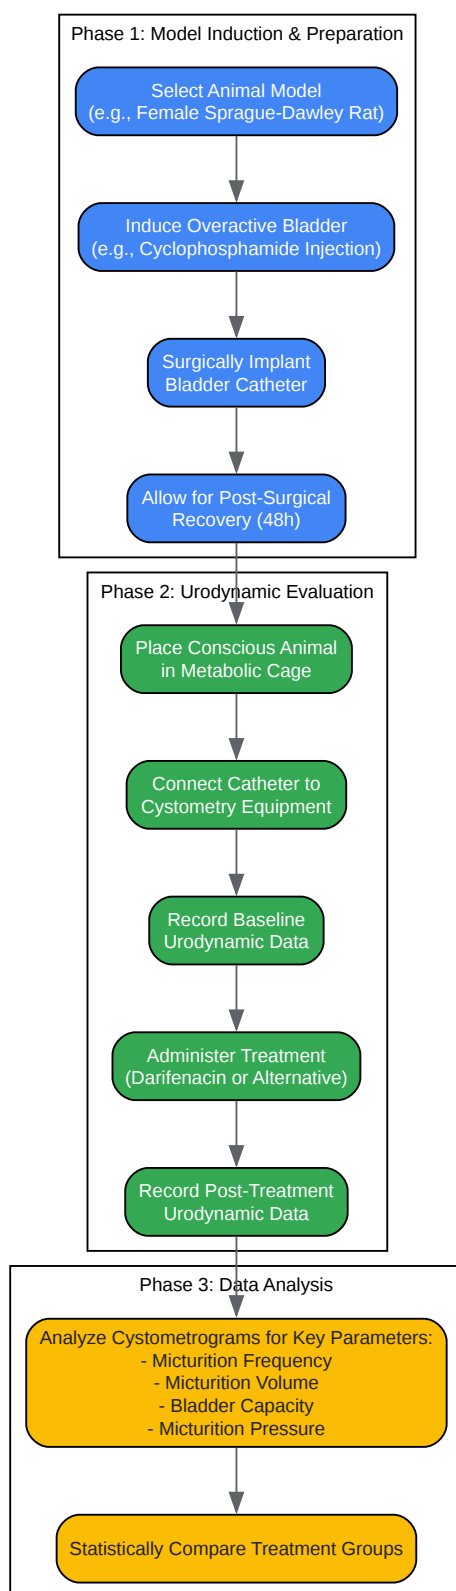 Phase 1: Model Induction & Preparation
Select Animal Model
(e.g., Female Sprague-Dawley Rat)
Induce Overactive Bladder
(e.g., Cyclophosphamide Injection)
Surgically Implant
Bladder Catheter
Allow for Post-Surgical
Recovery (48h)
Phase 2: Urodynamic Evaluation
Place Conscious Animal
in Metabolic Cage
Connect Catheter to
Cystometry Equipment
Record Baseline
Urodynamic Data
Administer Treatment
(Darifenacin or Alternative)
Record Post-Treatment
Urodynamic Data
Phase 3: Data Analysis
Analyze Cystometrograms for Key Parameters:
- Micturition Frequency
- Micturition Volume
- Bladder Capacity
- Micturition Pressure
Statistically Compare Treatment Groups